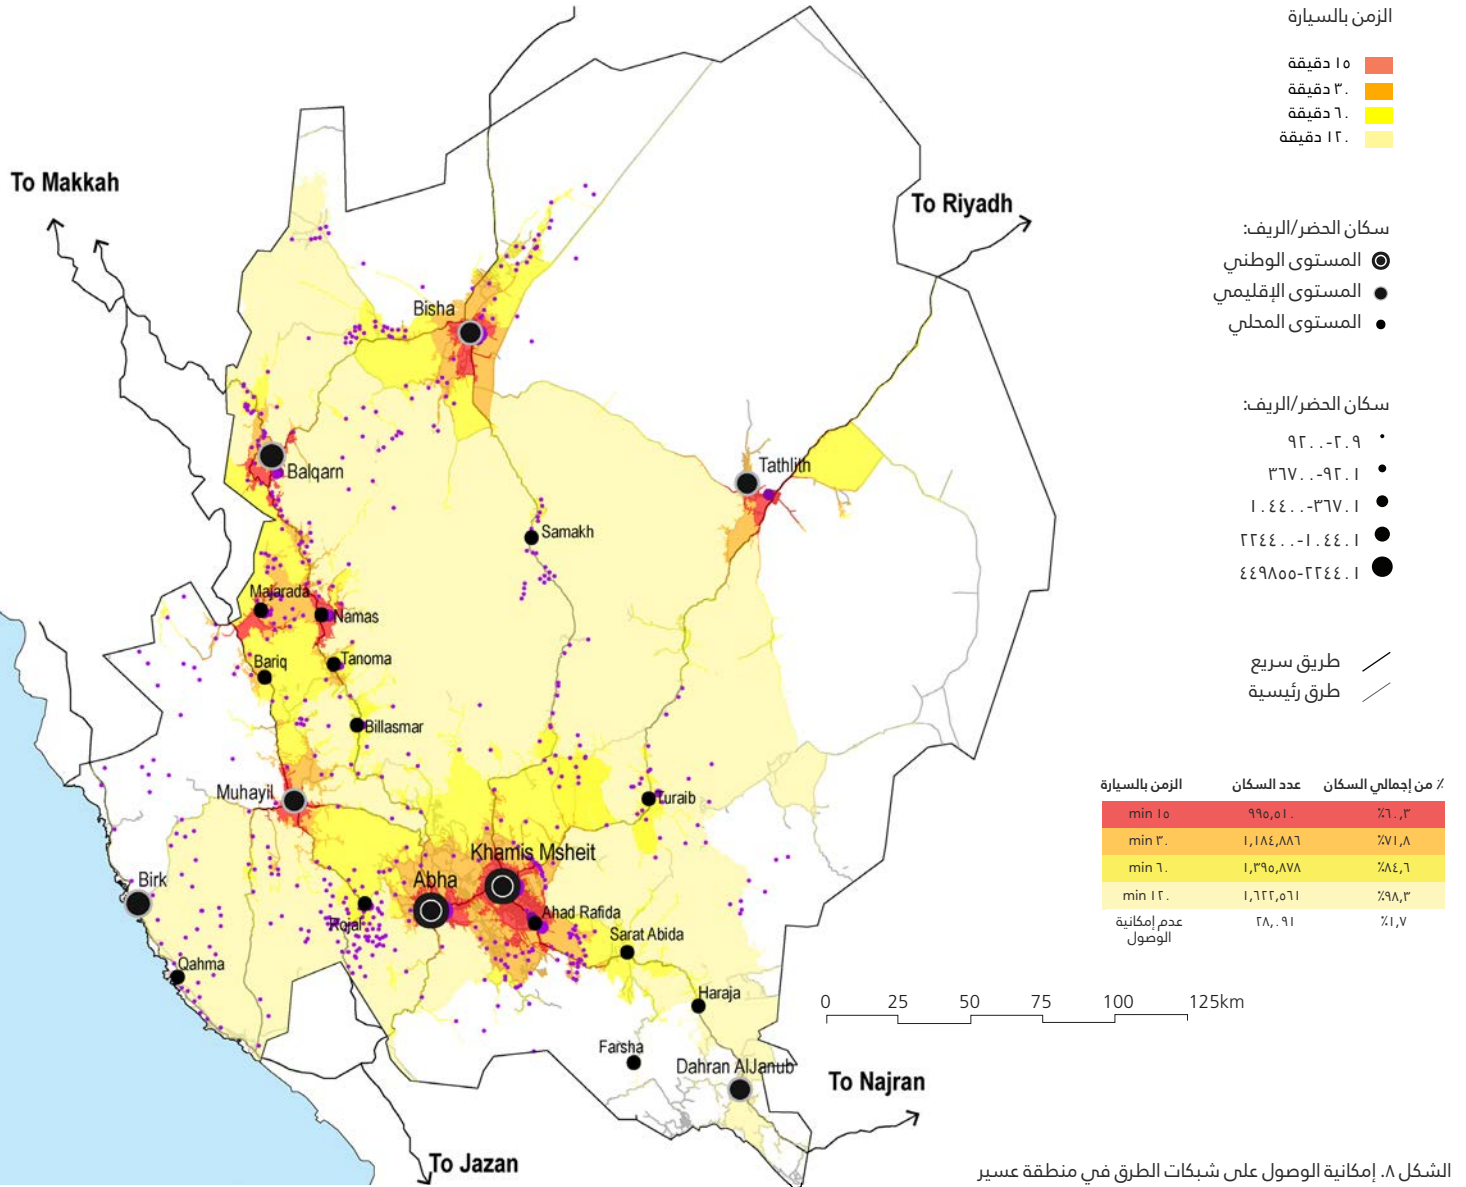 الزمن بالسيارة
١٥ دقيقة
٣٠ دقيقة
٦٠ دقيقة
١٢٠ دقيقة
سكان الحضر/الريف:
المستوى الوطني
المستوى الإقليمي
المستوى المحلي
سكان الحضر/الريف:
٢٠٩-٩٢٠٠
٩٢٠١-٣٦٧٠٠
٣٦٧٠١-١٠٤٤٠٠
١٠٤٤٠١-٢٢٤٤٠٠
٢٢٤٤٠١-٤٤٩٨٥٥
طريق سريع
طرق رئيسية
To Makkah
To Riyadh
Bisha
Balqarn
Tathlith
Samakh
Majarada
Namas
Bariq
Tanoma
Billasmar
Muhayil
Turaib
Khamis Msheit
Abha
Birk
Rojal
Ahad Rafida
Sarat Abida
Qahma
Haraja
Farsha
Dahran AlJanub
To Najran
To Jazan
الزمن بالسيارة عدد السكان ٪ من إجمالي السكان
١٥ min ٩٩٥,٥١٠ ٪٦٠,٣
٣٠ min ١,١٨٤,٨٨٦ ٪٧١,٨
٦٠ min ١,٣٩٥,٨٧٨ ٪٨٤,٦
١٢٠ min ١,٦٢٢,٥٦١ ٪٩٨,٣
عدم إمكانية الوصول ٢٨,٠٩١ ٪١,٧
0 25 50 75 100 125km
الشكل ٨. إمكانية الوصول على شبكات الطرق في منطقة عسير